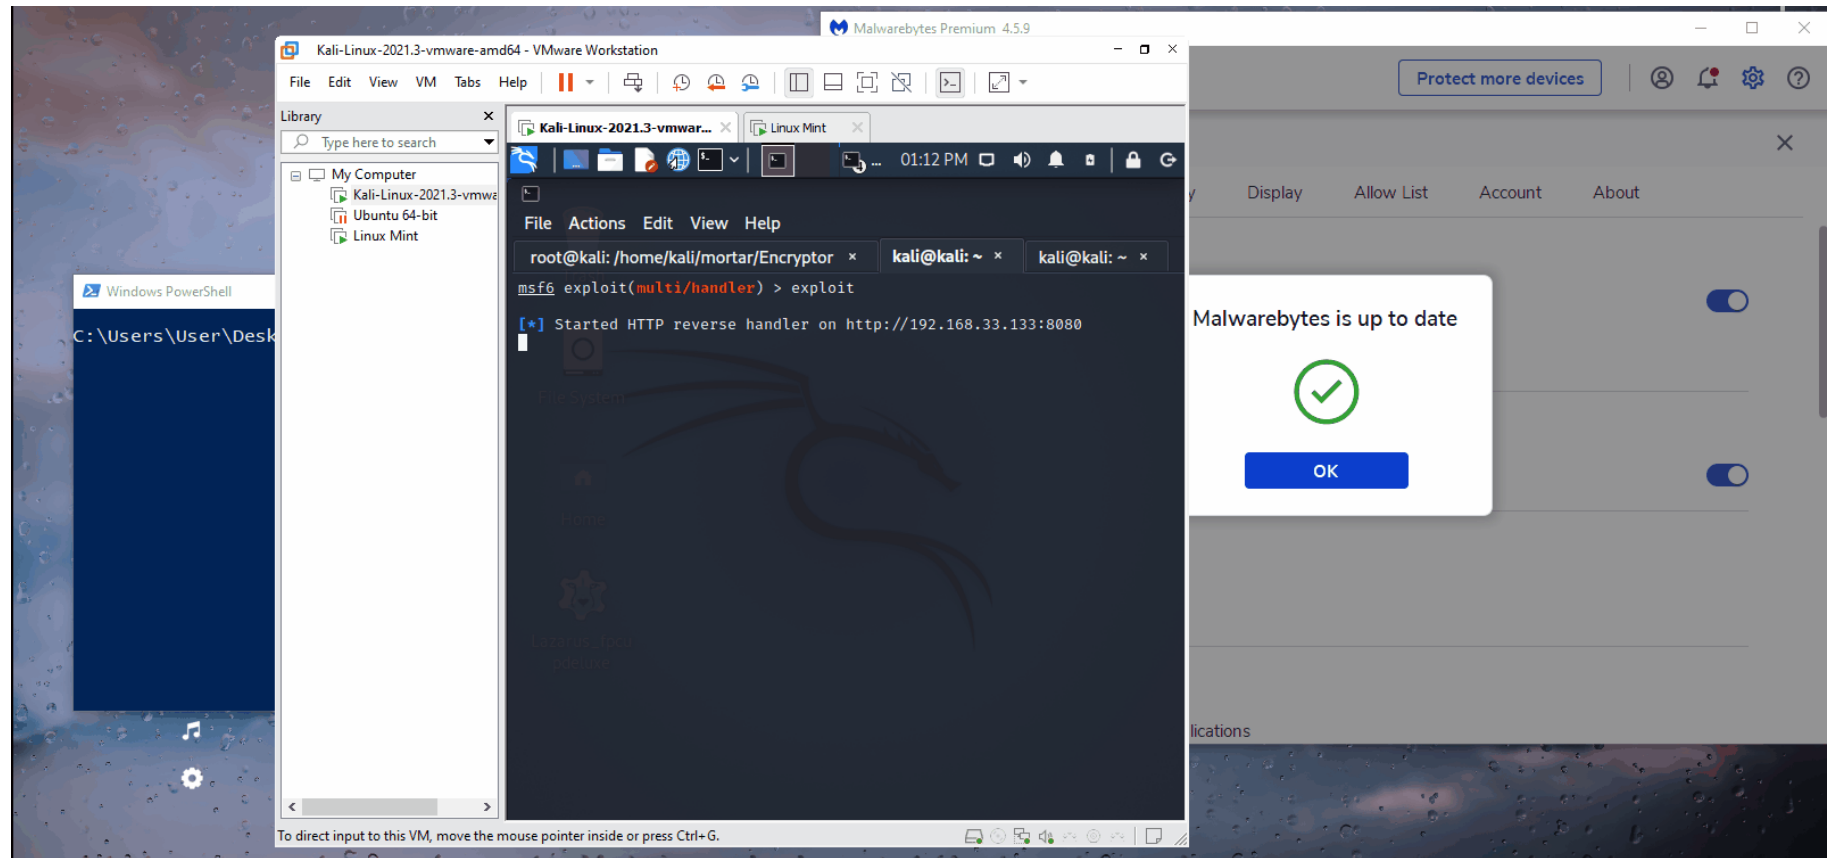 Malwarebytes Premium 4.5.9
Kali-Linux-2021.3-vmware-amd64 - VMware Workstation
File Edit View VM Tabs Help
Protect more devices
Library
Type here to search
My Computer
Kali-Linux-2021.3-vmwa
Ubuntu 64-bit
Linux Mint
Kali-Linux-2021.3-vmwar...
Linux Mint
01:12 PM
File Actions Edit View Help
root@kali: /home/kali/mortar/Encryptor
kali@kali: ~
kali@kali: ~
msf6 exploit(multi/handler) > exploit
[*] Started HTTP reverse handler on http://192.168.33.133:8080
File System
Home
Windows PowerShell
C:\Users\User\Desk
y Display Allow List Account About
Malwarebytes is up to date
OK
lications
To direct input to this VM, move the mouse pointer inside or press Ctrl+G.